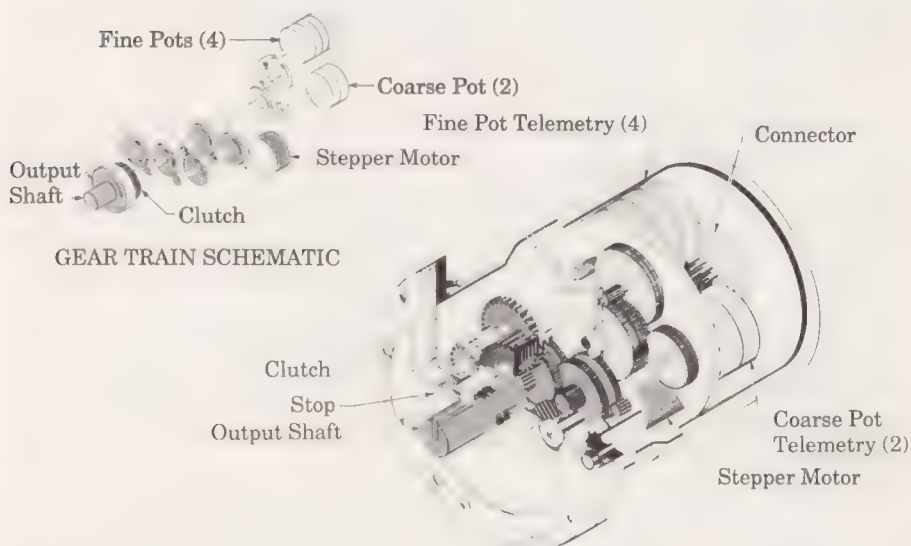 Fine Pots (4)
Coarse Pot (2)
Fine Pot Telemetry (4)
Connector
Stepper Motor
Output
Shaft
Clutch
GEAR TRAIN SCHEMATIC
Clutch
Stop
Output Shaft
Coarse Pot
Telemetry (2)
Stepper Motor